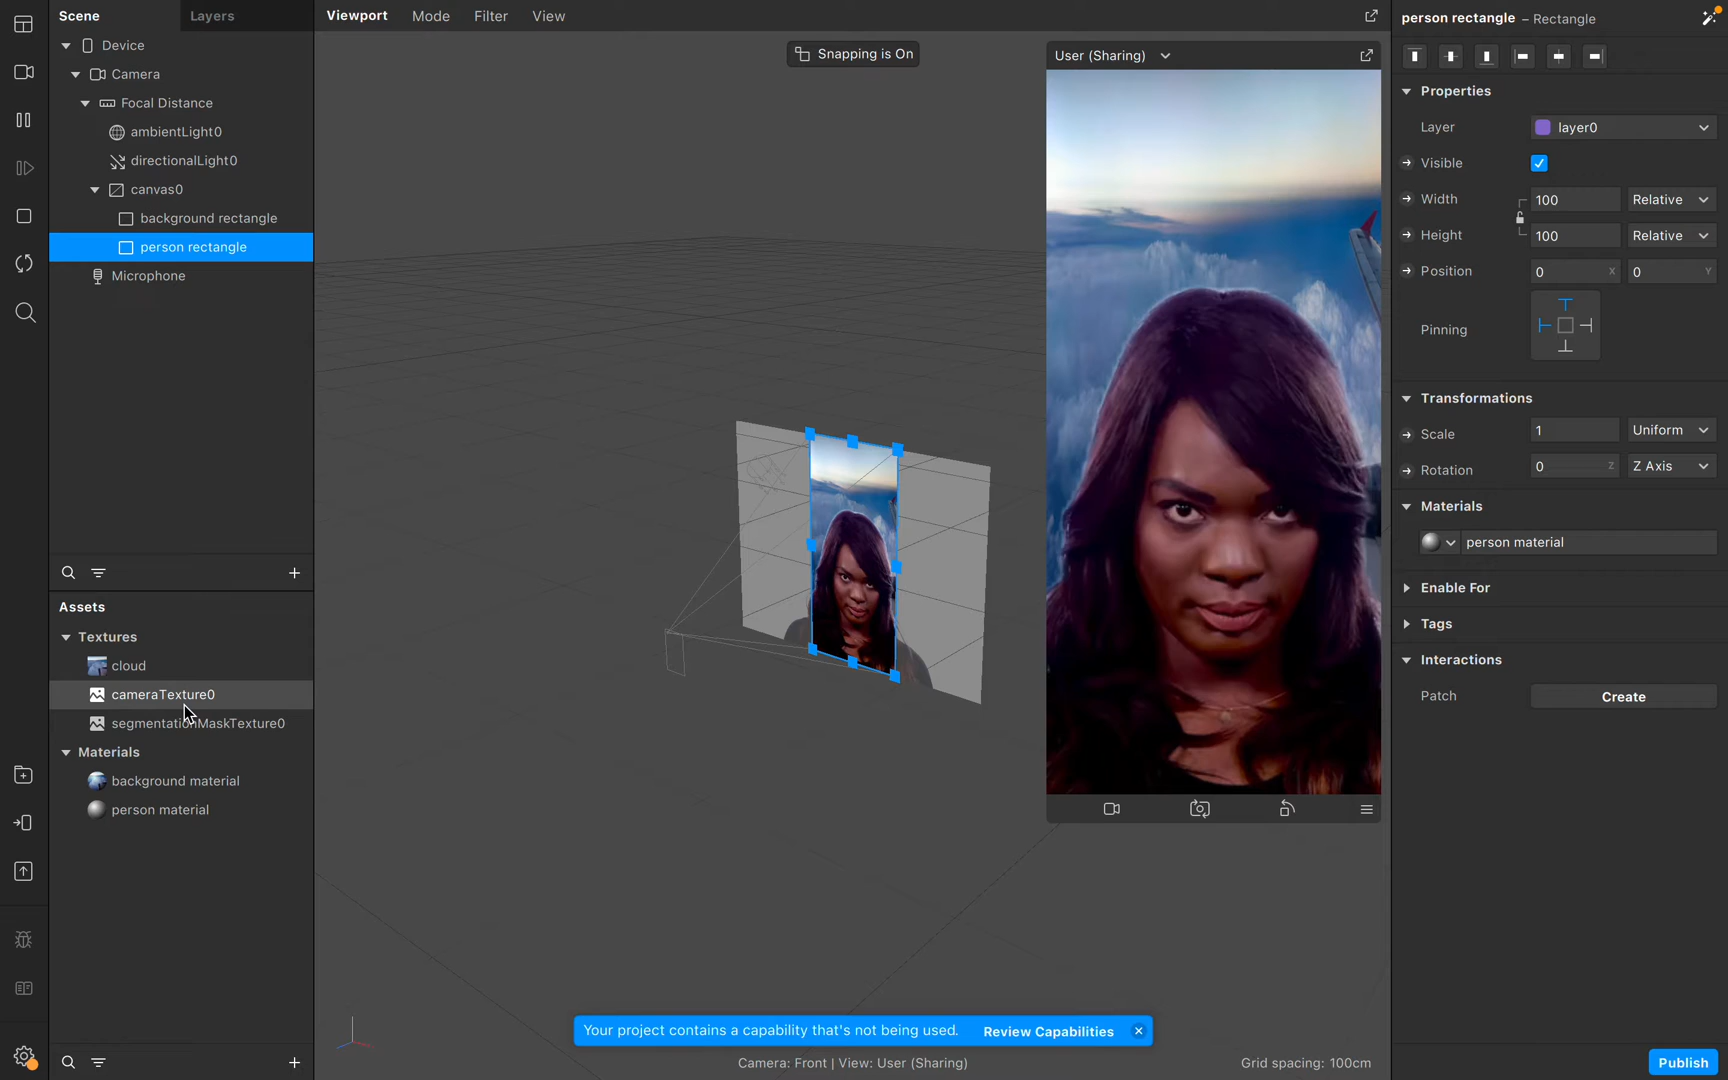 Scene
Layers
Device
Camera
Focal Distance
ambientLight0
directionalLight0
canvas0
background rectangle
person rectangle
Microphone
Assets
Textures
cloud
cameraTexture0
segmentationMaskTexture0
Materials
background material
person material
Viewport
Mode
Filter
View
Snapping is On
User (Sharing)
Your project contains a capability that's not being used.
Review Capabilities
Camera: Front | View: User (Sharing)
Grid spacing: 100cm
person rectangle – Rectangle
Properties
Layer layer0
Visible
Width 100 Relative
Height 100 Relative
Position 0 X 0 Y
Pinning
Transformations
Scale 1 Uniform
Rotation 0 Z Z Axis
Materials
person material
Enable For
Tags
Interactions
Patch Create
Publish